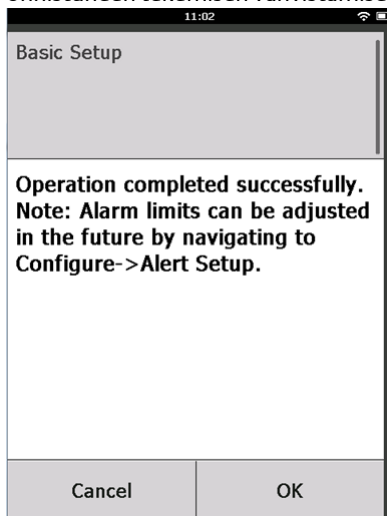 11:02
Basic Setup
Operation completed successfully.
Note: Alarm limits can be adjusted
in the future by navigating to
Configure->Alert Setup.
Cancel
OK